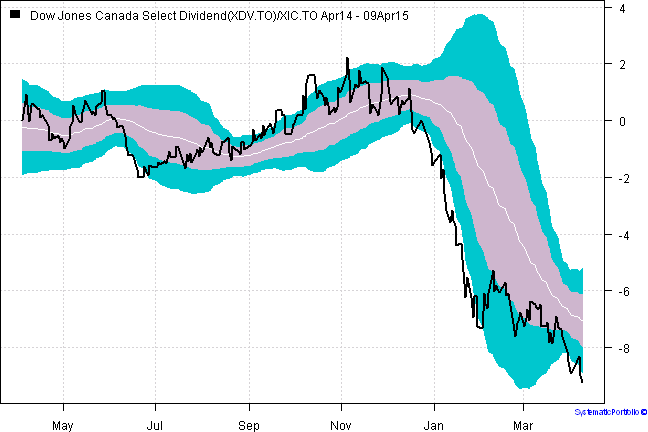 Dow Jones Canada Select Dividend(XDV.TO)/XIC.TO Apr14 - 09Apr15
4
2
0
-2
-4
-6
-8
May Jul Sep Nov Jan Mar
SystematicPortfolio ©